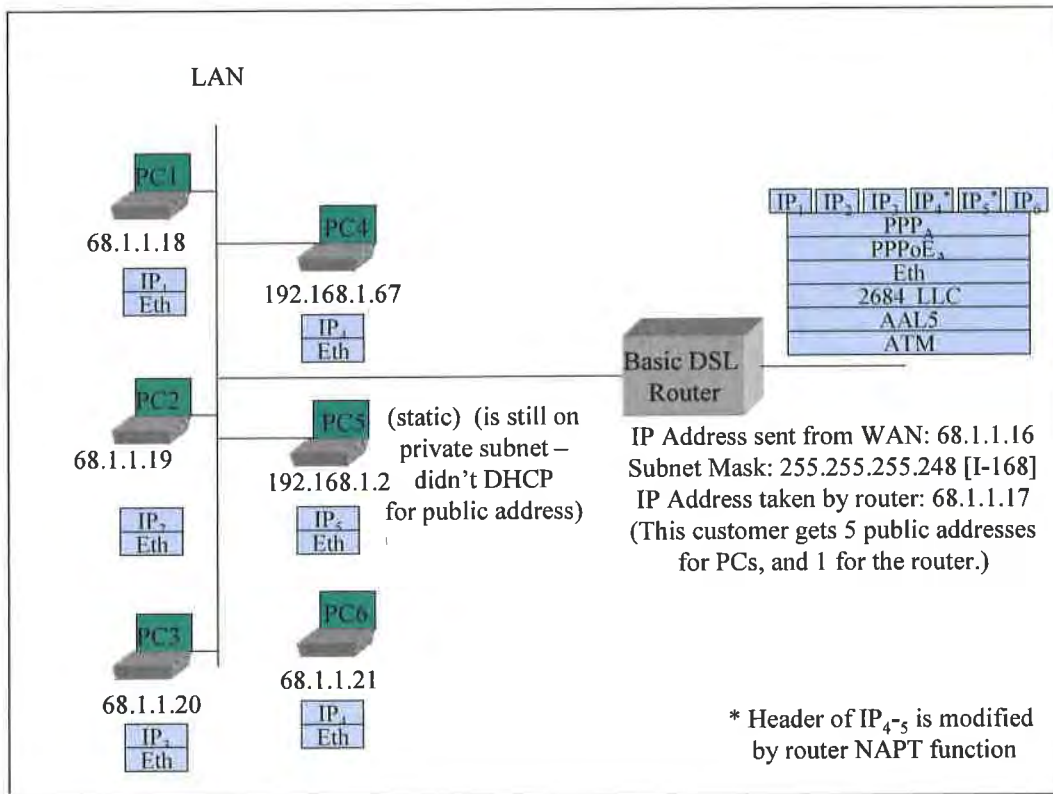 LAN
PC1
68.1.1.18
IP1
Eth
PC4
192.168.1.67
IP4
Eth
PC2
68.1.1.19
IP2
Eth
PC5
192.168.1.2
IP5
Eth
(static) (is still on
private subnet –
didn't DHCP
for public address)
PC3
68.1.1.20
IP3
Eth
PC6
68.1.1.21
Eth
Basic DSL
Router
IP1 IP2 IP3 IP4* IP5* IP6
PPPA
PPPoEA
Eth
2684 LLC
AAL5
ATM
IP Address sent from WAN: 68.1.1.16
Subnet Mask: 255.255.255.248 [I-168]
IP Address taken by router: 68.1.1.17
(This customer gets 5 public addresses
for PCs, and 1 for the router.)
* Header of IP4-5 is modified
by router NAPT function